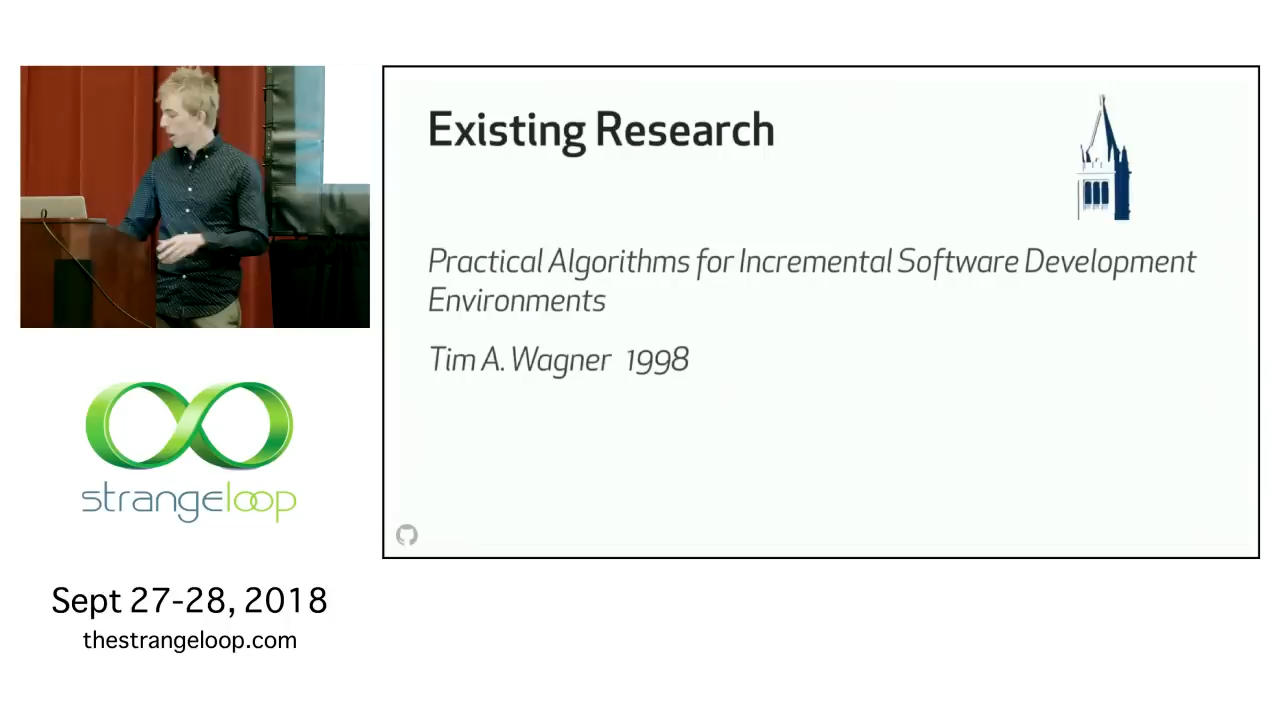 Existing Research
Practical Algorithms for Incremental Software Development
Environments
Tim A. Wagner 1998
strangeloop
Sept 27-28, 2018
thestrangeloop.com